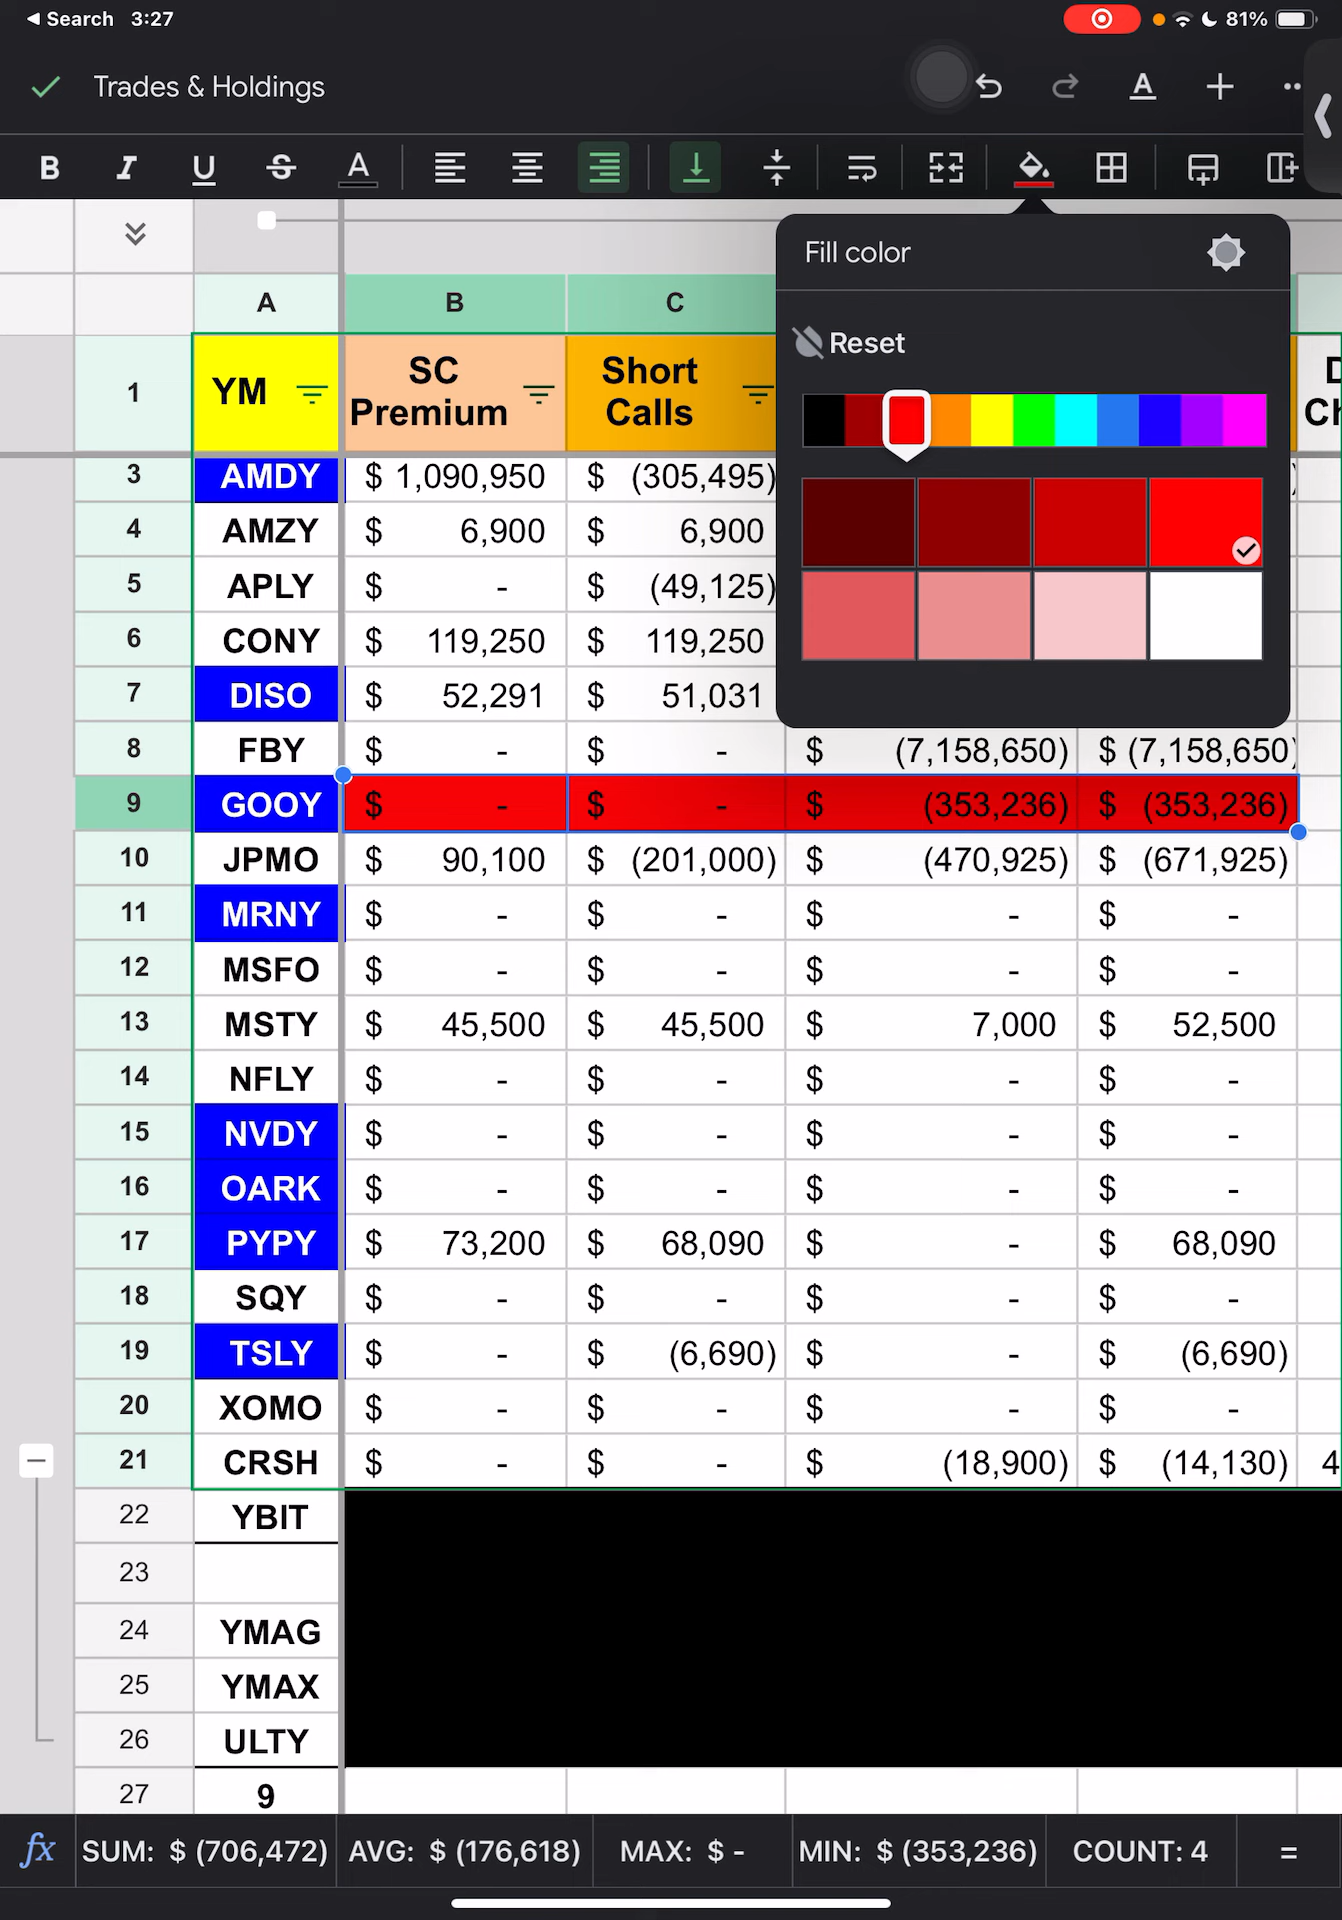 Search 3:27 81%
Trades & Holdings A
B I U S A
Fill color
Reset
A B C
1 YM SC Premium Short Calls
3 AMDY $ 1,090,950 $ (305,495)
4 AMZY $ 6,900 $ 6,900
5 APLY $ - $ (49,125)
6 CONY $ 119,250 $ 119,250
7 DISO $ 52,291 $ 51,031
8 FBY $ - $ - $ (7,158,650) $ (7,158,650)
9 GOOY $ - $ - $ (353,236) $ (353,236)
10 JPMO $ 90,100 $ (201,000) $ (470,925) $ (671,925)
11 MRNY $ - $ - $ - $ -
12 MSFO $ - $ - $ - $ -
13 MSTY $ 45,500 $ 45,500 $ 7,000 $ 52,500
14 NFLY $ - $ - $ - $ -
15 NVDY $ - $ - $ - $ -
16 OARK $ - $ - $ - $ -
17 PYPY $ 73,200 $ 68,090 $ - $ 68,090
18 SQY $ - $ - $ - $ -
19 TSLY $ - $ (6,690) $ - $ (6,690)
20 XOMO $ - $ - $ - $ -
21 CRSH $ - $ - $ (18,900) $ (14,130) 4
22 YBIT
23
24 YMAG
25 YMAX
26 ULTY
27 9
fx SUM: $ (706,472) AVG: $ (176,618) MAX: $ - MIN: $ (353,236) COUNT: 4 =